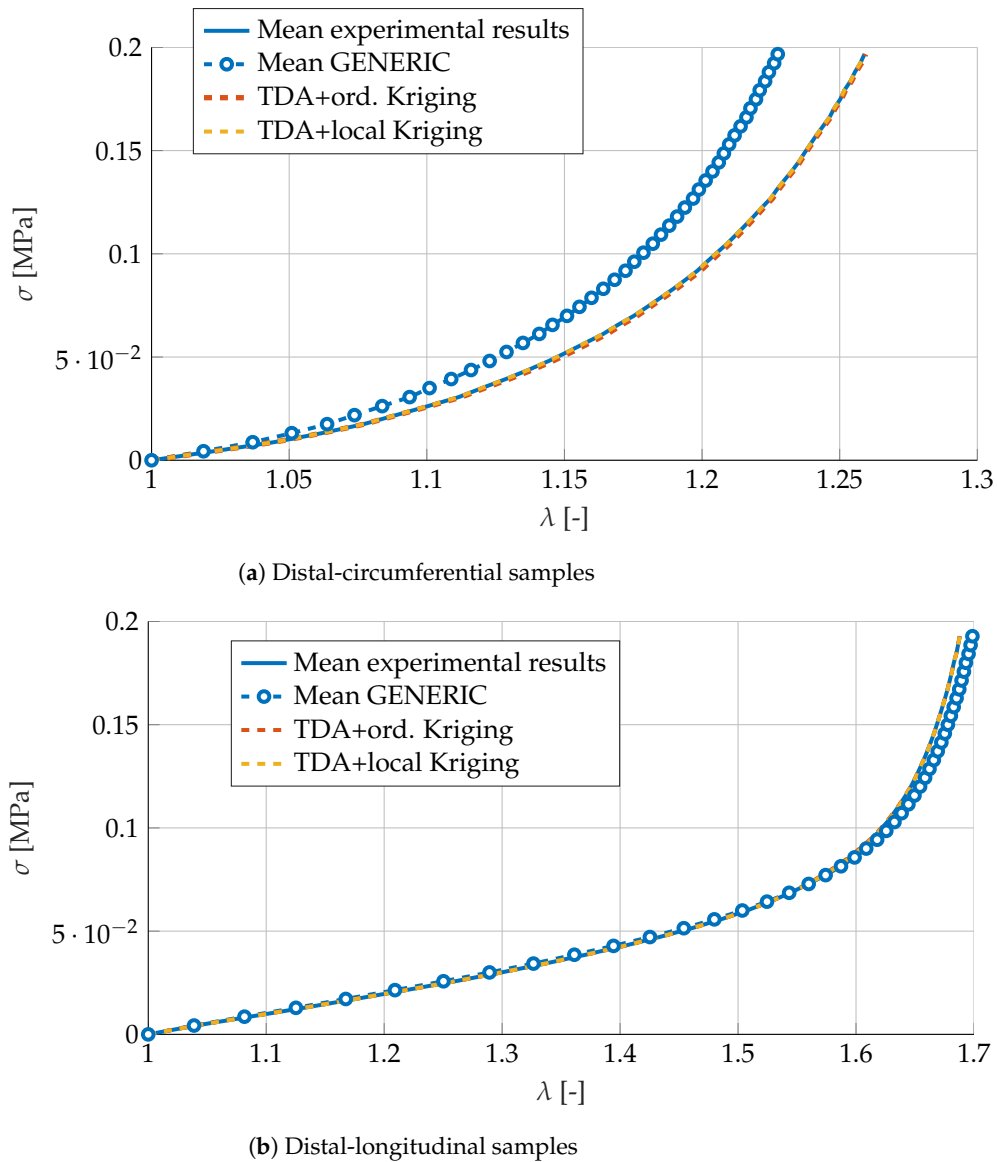 Mean experimental results
Mean GENERIC
TDA+ord. Kriging
TDA+local Kriging
0.2
0.15
0.1
5 · 10⁻²
0
σ [MPa]
1 1.05 1.1 1.15 1.2 1.25 1.3
λ [-]
(a) Distal-circumferential samples
Mean experimental results
Mean GENERIC
TDA+ord. Kriging
TDA+local Kriging
0.2
0.15
0.1
5 · 10⁻²
0
σ [MPa]
1 1.1 1.2 1.3 1.4 1.5 1.6 1.7
λ [-]
(b) Distal-longitudinal samples